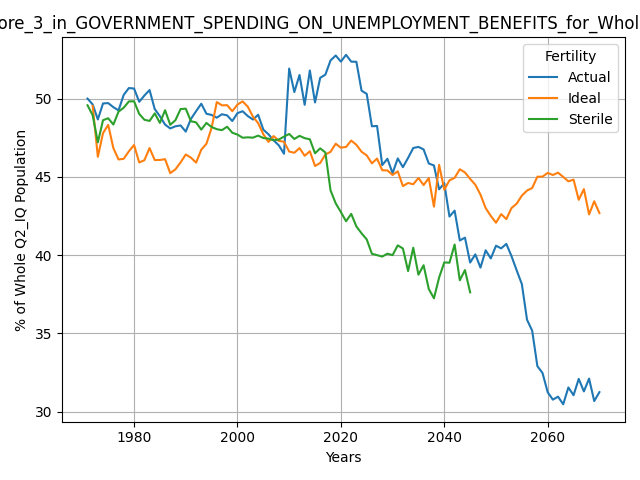 ore_3_in_GOVERNMENT_SPENDING_ON_UNEMPLOYMENT_BENEFITS_for_Whol
Fertility
Actual
Ideal
Sterile
% of Whole Q2_IQ Population
50
45
40
35
30
1980
2000
2020
2040
2060
Years